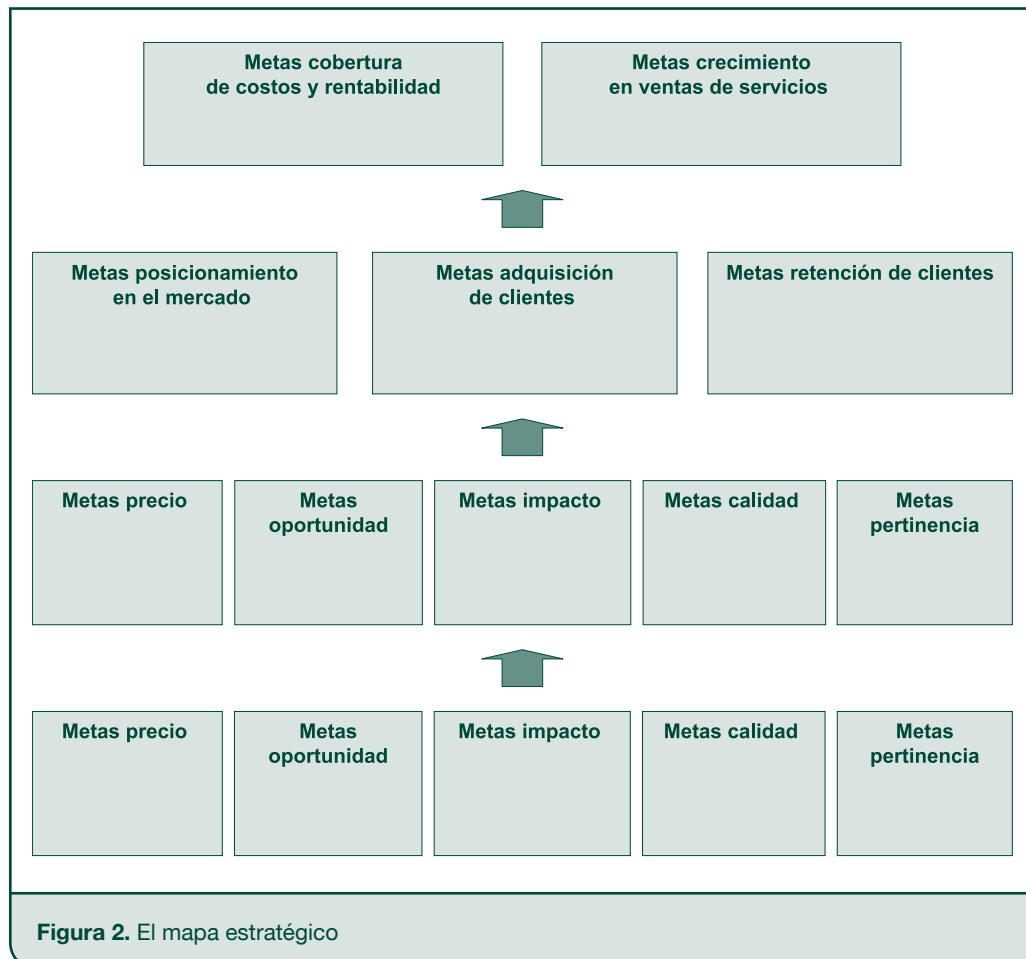 Metas cobertura
de costos y rentabilidad
Metas crecimiento
en ventas de servicios
Metas posicionamiento
en el mercado
Metas adquisición
de clientes
Metas retención de clientes
Metas precio
Metas
oportunidad
Metas impacto
Metas calidad
Metas
pertinencia
Metas precio
Metas
oportunidad
Metas impacto
Metas calidad
Metas
pertinencia
Figura 2. El mapa estratégico